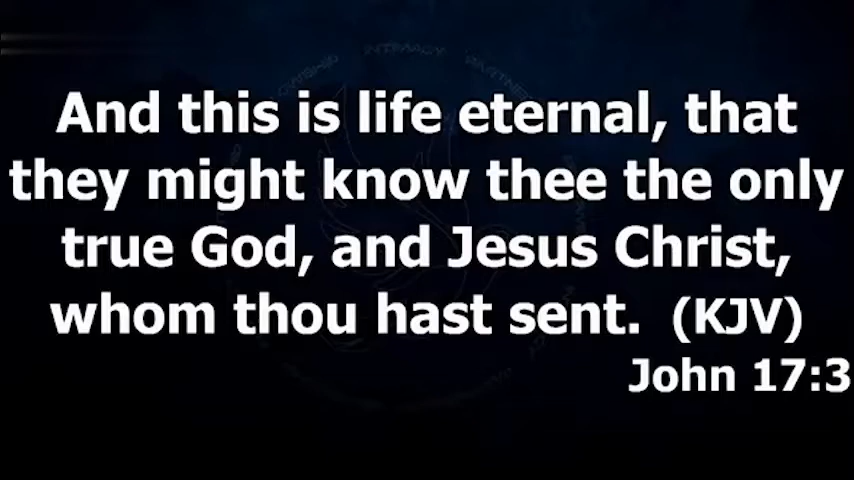 INTIMACY
And this is life eternal, that
they might know thee the only
true God, and Jesus Christ,
whom thou hast sent.  (KJV)
John 17:3